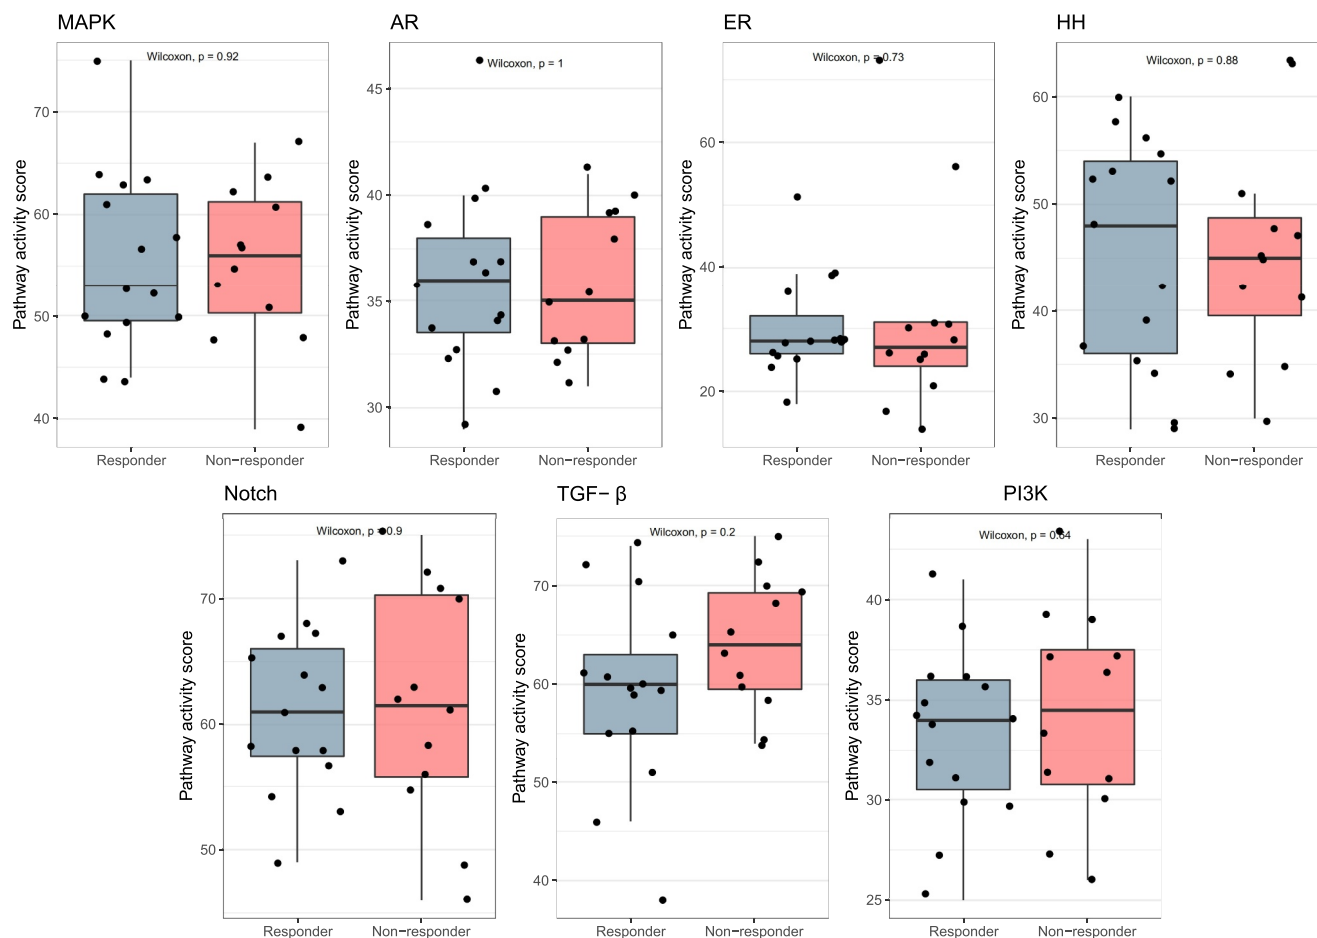 MAPK
AR
ER
HH
Wilcoxon, p = 0.92
Wilcoxon, p = 1
Wilcoxon, p = 0.73
Wilcoxon, p = 0.88
Pathway activity score
70
60
50
40
Responder
Non-responder
Pathway activity score
45
40
35
30
Responder
Non-responder
Pathway activity score
60
40
20
Responder
Non-responder
Pathway activity score
60
50
40
30
Responder
Non-responder
Notch
TGF- β
PI3K
Wilcoxon, p = 0.9
Wilcoxon, p = 0.2
Wilcoxon, p = 0.64
Pathway activity score
70
60
50
Responder
Non-responder
Pathway activity score
70
60
50
40
Responder
Non-responder
Pathway activity score
40
35
30
25
Responder
Non-responder